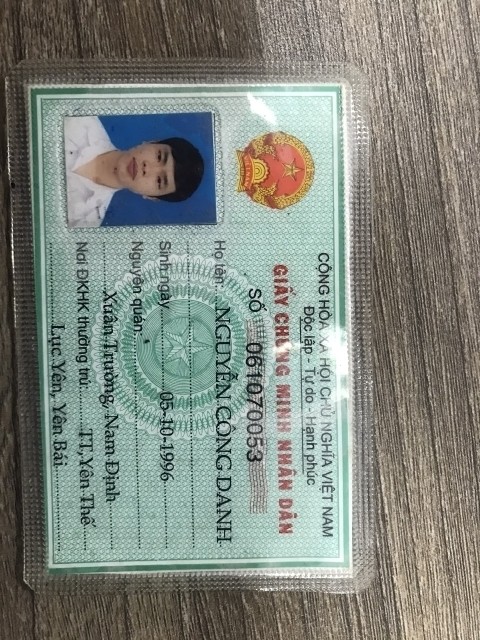 CỘNG HÒA XÃ HỘI CHỦ NGHĨA VIỆT NAM
Độc lập - Tự do - Hạnh phúc
GIẤY CHỨNG MINH NHÂN DÂN
SỐ 061070053
Họ tên: NGUYỄN CÔNG DANH
Sinh ngày 05-10-1996
Nguyên quán
Xuân Trường, Nam Định
Nơi ĐKHK thường trú: TT,Yên Thế
Lục Yên, Yên Bái